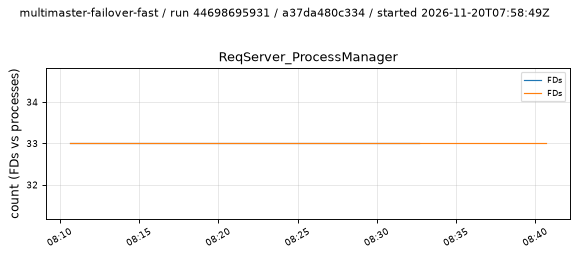 multimaster-failover-fast / run 44698695931 / a37da480c334 / started 2026-11-20T07:58:49Z
ReqServer_ProcessManager
count (FDs vs processes)
34
33
32
FDs
FDs
08:10
08:15
08:20
08:25
08:30
08:35
08:40